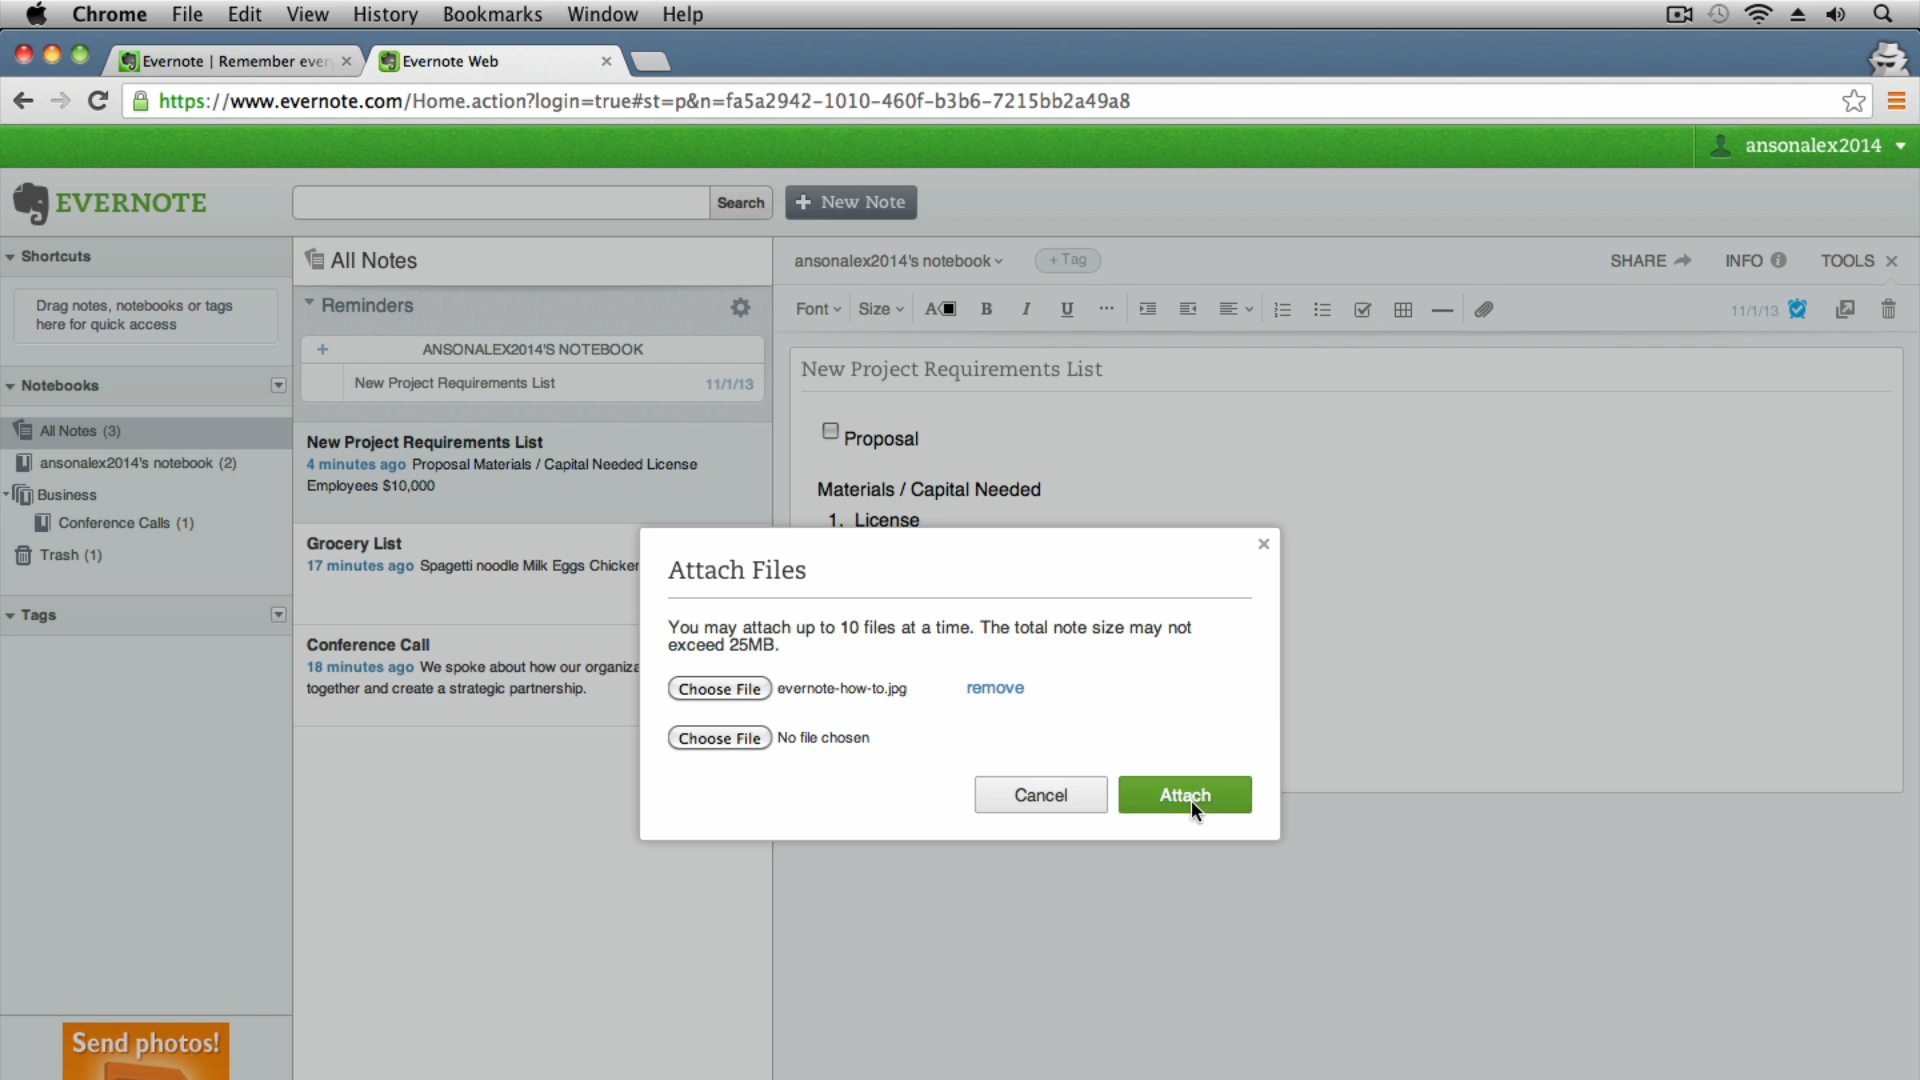 Chrome File Edit View History Bookmarks Window Help
Evernote | Remember ever
Evernote Web
https://www.evernote.com/Home.action?login=true#st=p&n=fa5a2942-1010-460f-b3b6-7215bb2a49a8
ansonalex2014
EVERNOTE
Search
+ New Note
Shortcuts
Drag notes, notebooks or tags
here for quick access
Notebooks
All Notes (3)
ansonalex2014's notebook (2)
Business
Conference Calls (1)
Trash (1)
Tags
Send photos!
All Notes
Reminders
+ ANSONALEX2014'S NOTEBOOK
New Project Requirements List 11/1/13
New Project Requirements List
4 minutes ago Proposal Materials / Capital Needed License
Employees $10,000
Grocery List
17 minutes ago Spagetti noodle Milk Eggs Chicken
Conference Call
18 minutes ago We spoke about how our organiza
together and create a strategic partnership.
ansonalex2014's notebook
+ Tag
SHARE
INFO
TOOLS
Font Size A B I U ...
11/1/13
New Project Requirements List
Proposal
Materials / Capital Needed
1. License
Attach Files
You may attach up to 10 files at a time. The total note size may not
exceed 25MB.
Choose File evernote-how-to.jpg remove
Choose File No file chosen
Cancel
Attach